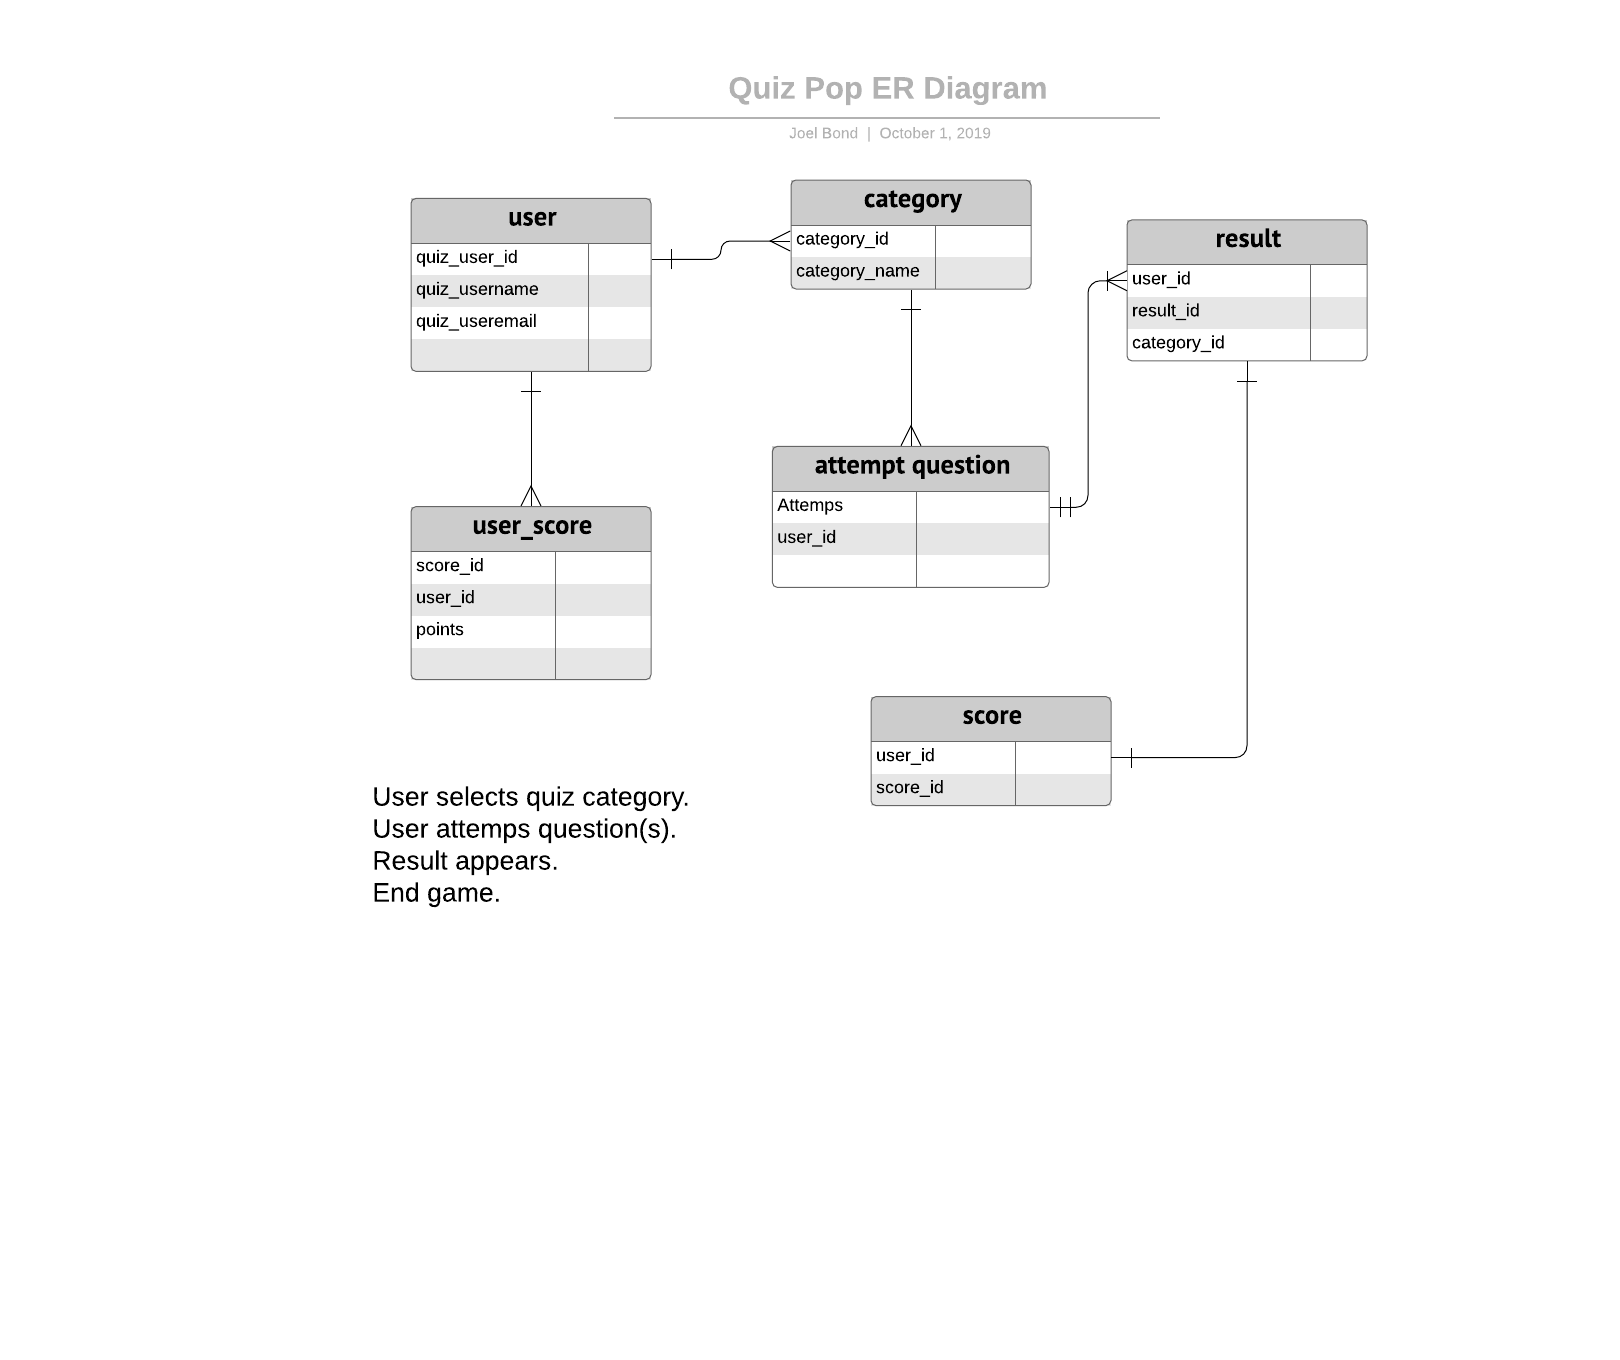 Quiz Pop ER Diagram
Joel Bond | October 1, 2019
user
quiz_user_id
quiz_username
quiz_useremail
category
category_id
category_name
result
user_id
result_id
category_id
attempt question
Attemps
user_id
user_score
score_id
user_id
points
score
user_id
score_id
User selects quiz category.
User attemps question(s).
Result appears.
End game.